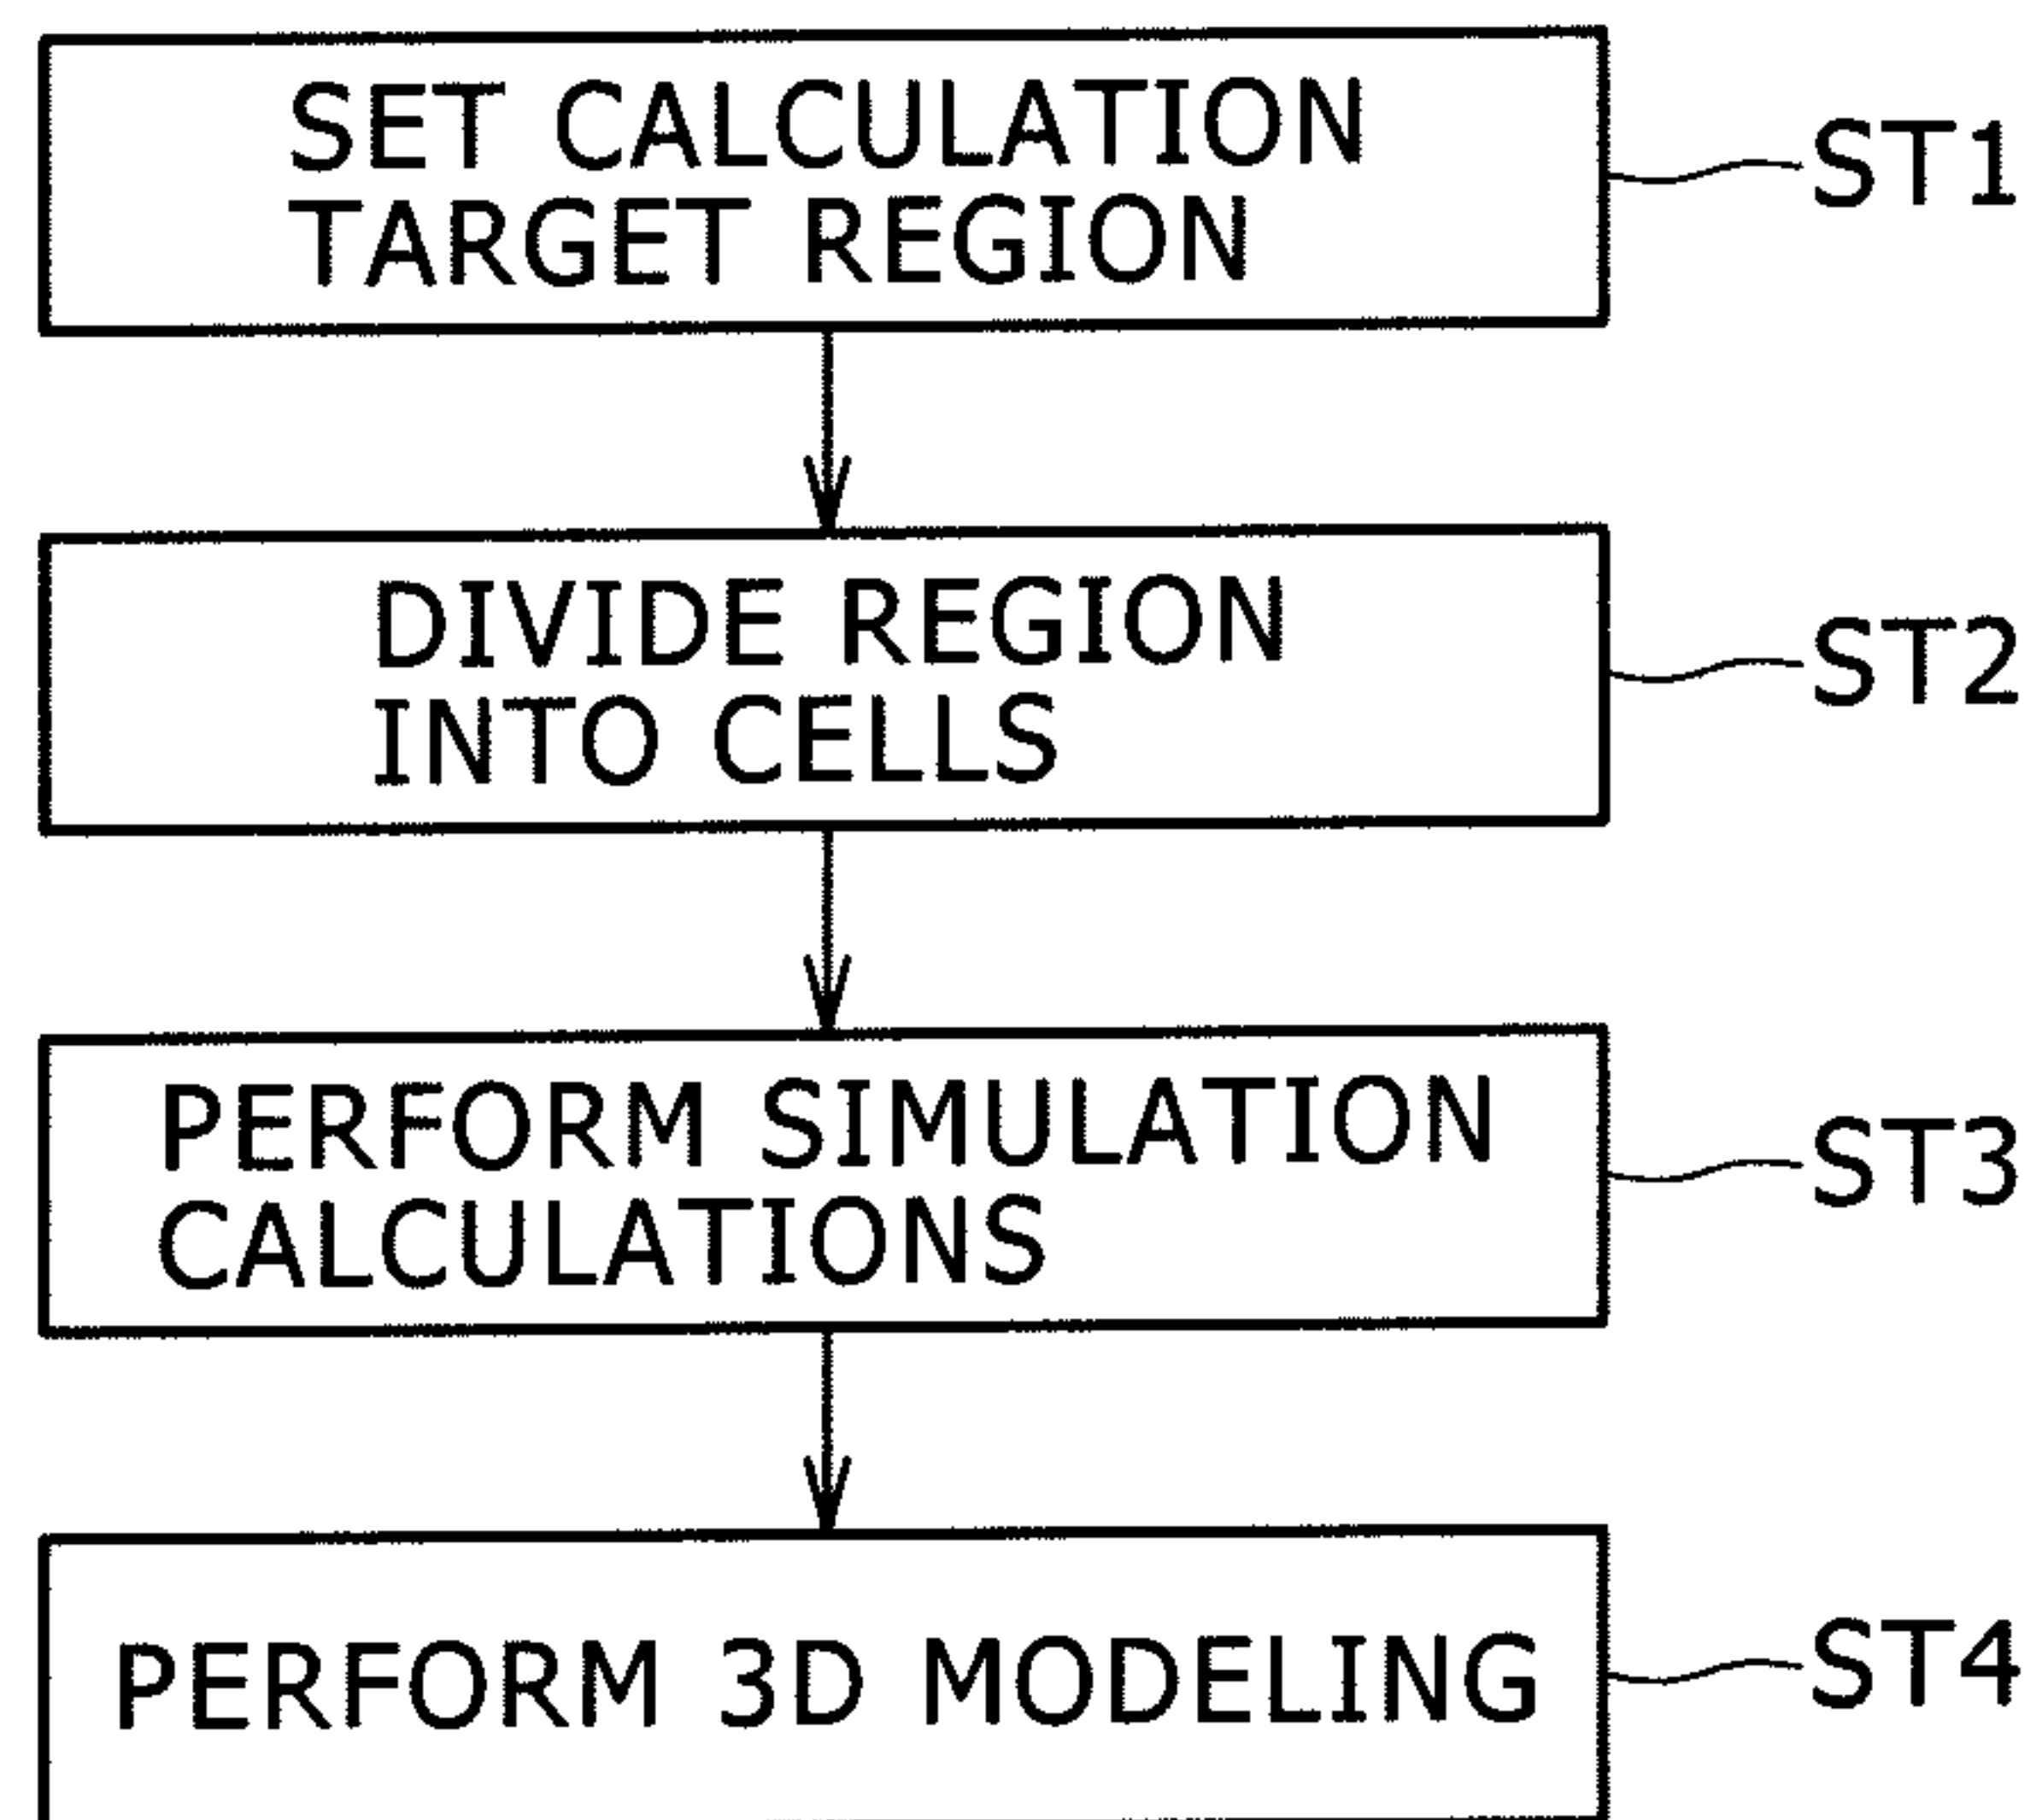 SET CALCULATION
TARGET REGION
ST1
DIVIDE REGION
INTO CELLS
ST2
PERFORM SIMULATION
CALCULATIONS
ST3
PERFORM 3D MODELING
ST4